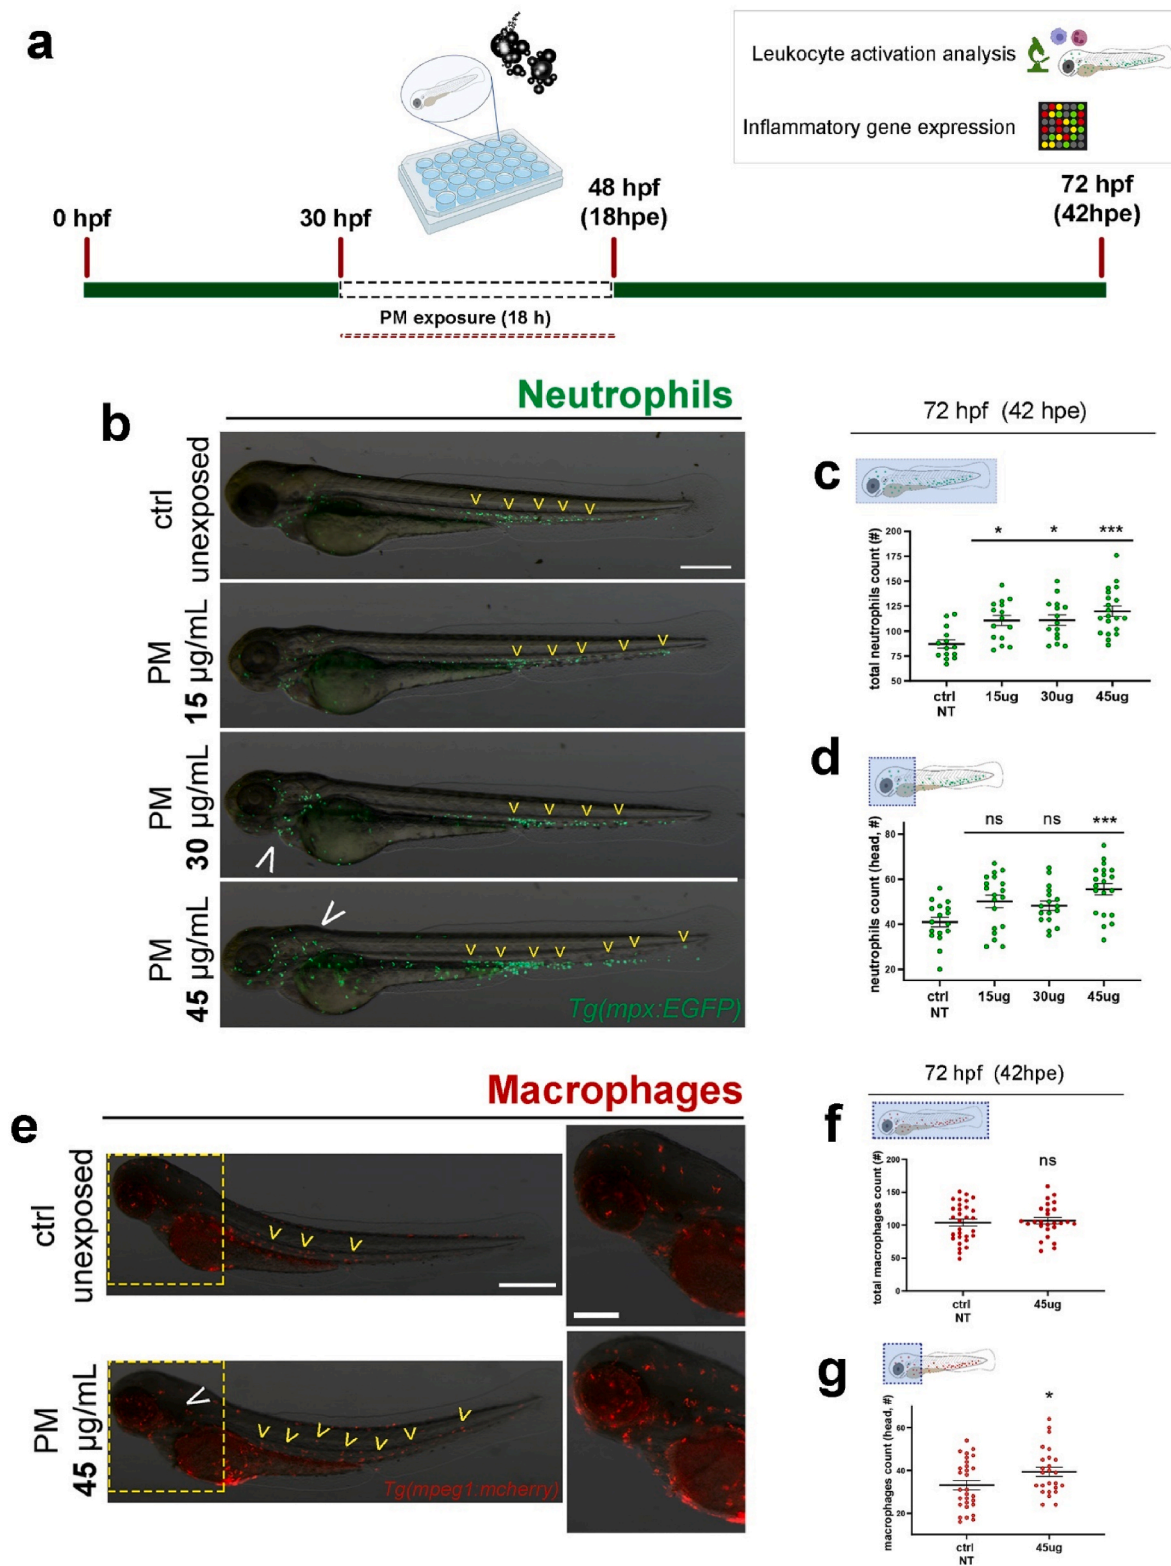 a
Leukocyte activation analysis
Inflammatory gene expression
0 hpf
30 hpf
48 hpf
(18hpe)
72 hpf
(42hpe)
PM exposure (18 h)
b
Neutrophils
ctrl
unexposed
PM
15 µg/mL
PM
30 µg/mL
PM
45 µg/mL
Tg(mpx:EGFP)
72 hpf (42 hpe)
c
total neutrophils count (#)
200
175
150
125
100
75
50
* * ***
ctrl
NT
15ug
30ug
45ug
d
neutrophils count (head, #)
80
60
40
20
ns ns ***
ctrl
NT
15ug
30ug
45ug
e
Macrophages
ctrl
unexposed
PM
45 µg/mL
Tg(mpeg1:mcherry)
72 hpf (42hpe)
f
total macrophages count (#)
200
150
100
50
0
ns
ctrl
NT
45ug
g
macrophages count (head, #)
60
40
20
*
ctrl
NT
45ug